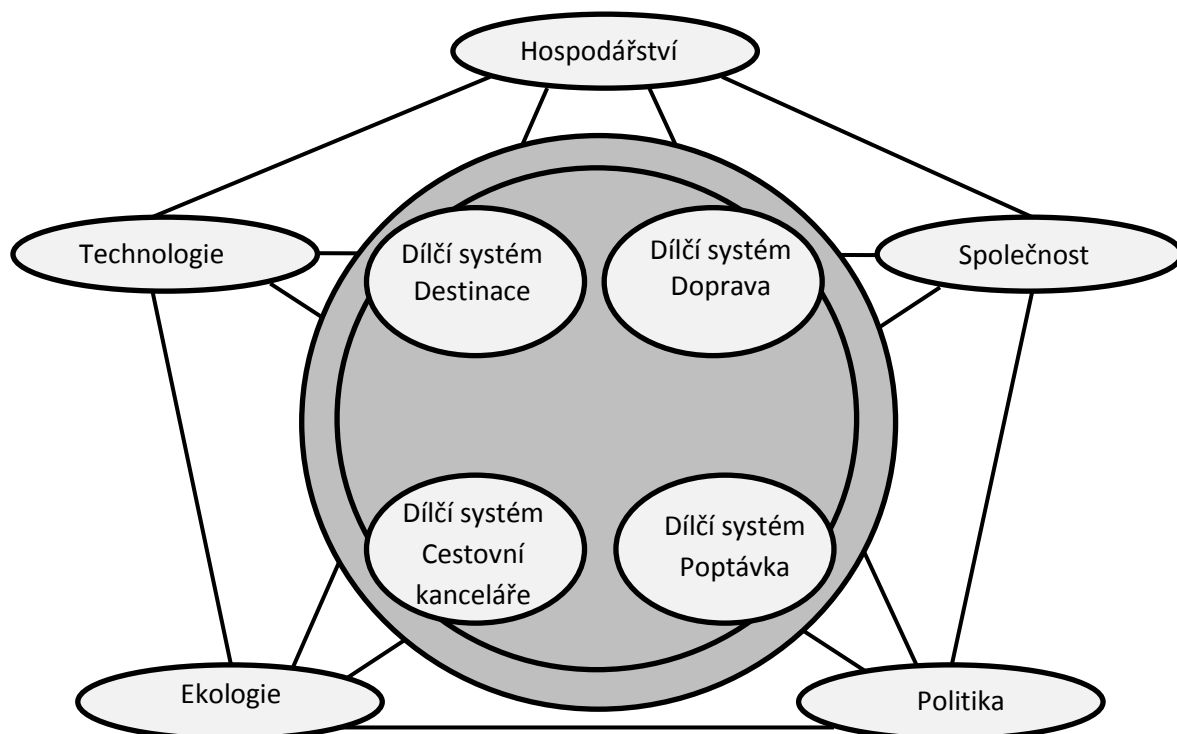 Hospodářství
Technologie
Společnost
Dílčí systém
Destinace
Dílčí systém
Doprava
Dílčí systém
Cestovní
kanceláře
Dílčí systém
Poptávka
Ekologie
Politika